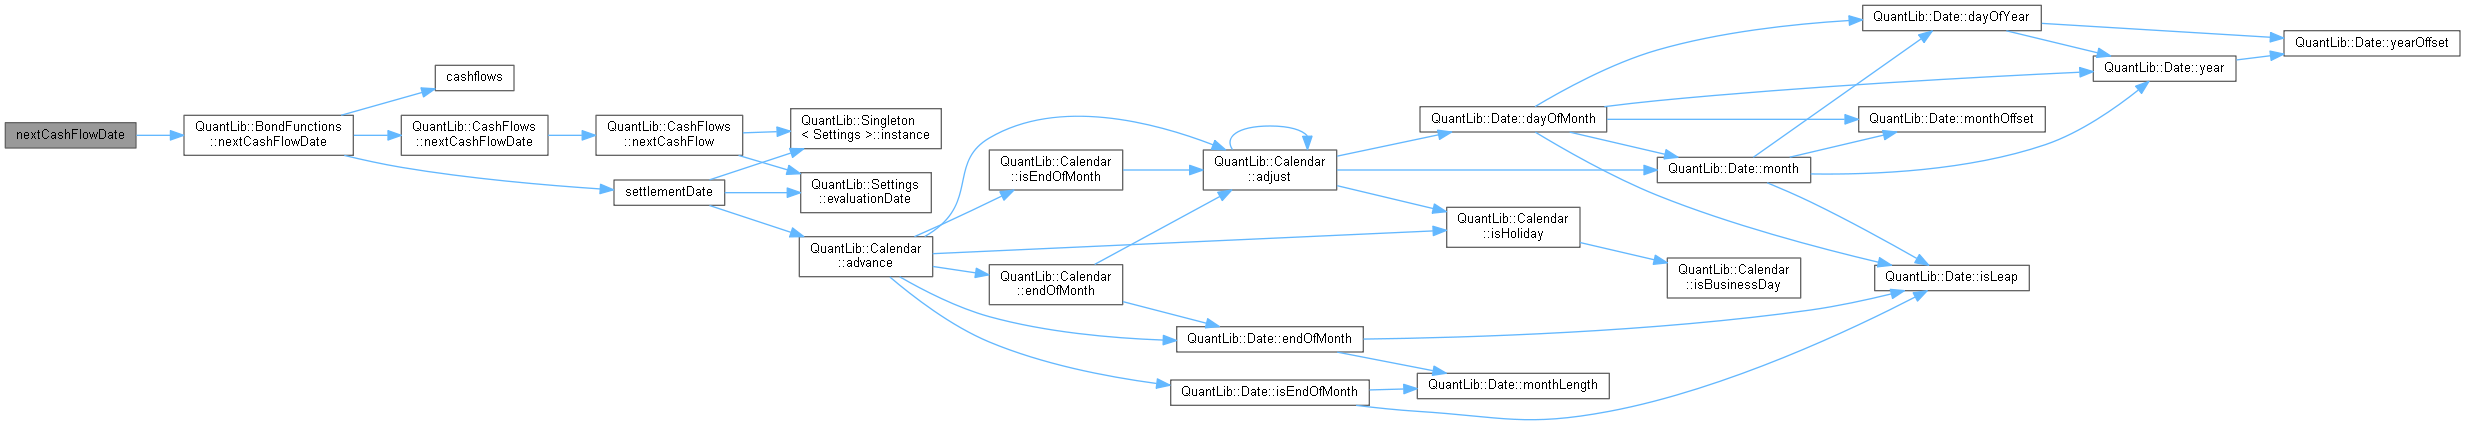 nextCashFlowDate
QuantLib::BondFunctions
::nextCashFlowDate
cashflows
QuantLib::CashFlows
::nextCashFlowDate
QuantLib::CashFlows
::nextCashFlow
settlementDate
QuantLib::Singleton
< Settings >::instance
QuantLib::Settings
::evaluationDate
QuantLib::Calendar
::advance
QuantLib::Calendar
::isEndOfMonth
QuantLib::Calendar
::endOfMonth
QuantLib::Calendar
::adjust
QuantLib::Date::endOfMonth
QuantLib::Date::isEndOfMonth
QuantLib::Date::dayOfMonth
QuantLib::Calendar
::isHoliday
QuantLib::Date::monthLength
QuantLib::Date::month
QuantLib::Calendar
::isBusinessDay
QuantLib::Date::dayOfYear
QuantLib::Date::monthOffset
QuantLib::Date::isLeap
QuantLib::Date::year
QuantLib::Date::yearOffset